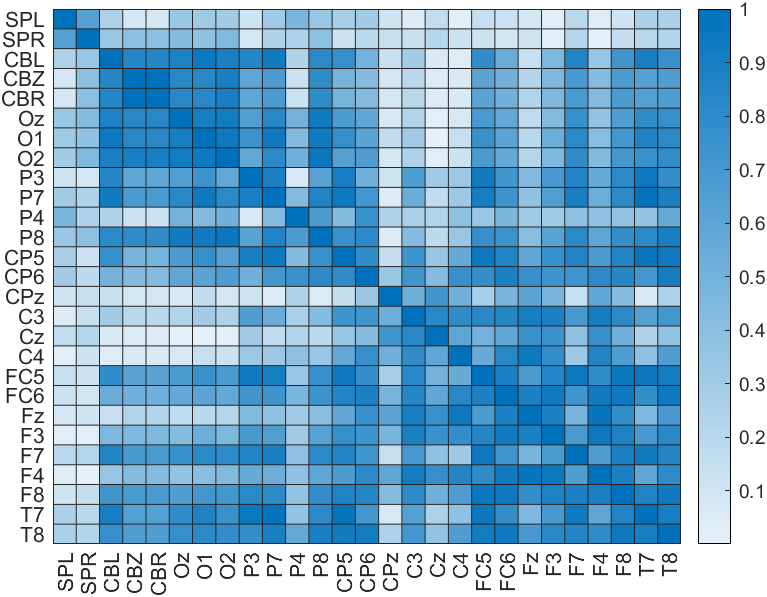 SPL
SPR
CBL
CBZ
CBR
Oz
O1
O2
P3
P7
P4
P8
CP5
CP6
CPz
C3
Cz
C4
FC5
FC6
Fz
F3
F7
F4
F8
T7
T8
SPL SPR CBL CBZ CBR Oz O1 O2 P3 P7 P4 P8 CP5 CP6 CPz C3 Cz C4 FC5 FC6 Fz F3 F7 F4 F8 T7 T8
1
0.9
0.8
0.7
0.6
0.5
0.4
0.3
0.2
0.1